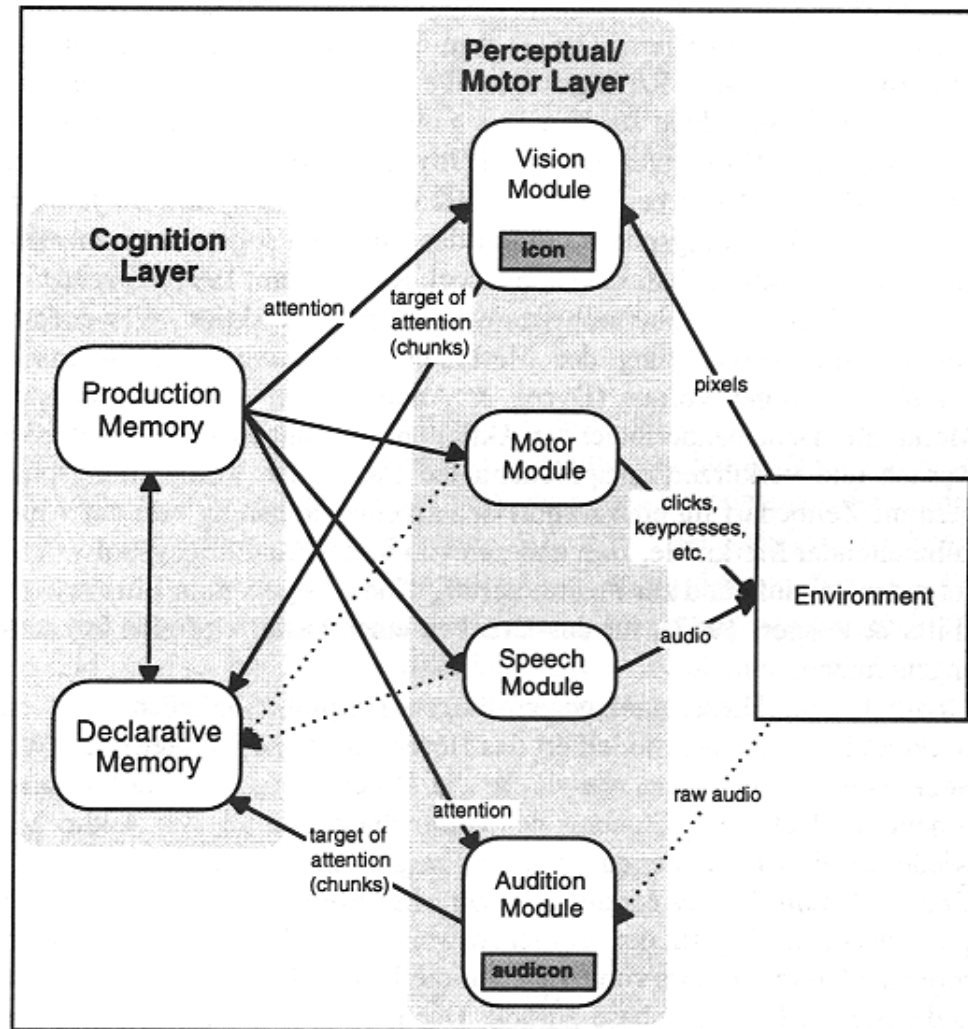 Perceptual/
Motor Layer
Vision
Module
icon
Cognition
Layer
attention
target of
attention
(chunks)
pixels
Production
Memory
Motor
Module
clicks,
keypresses,
etc.
Environment
audio
Speech
Module
Declarative
Memory
raw audio
attention
target of
attention
(chunks)
Audition
Module
audicon